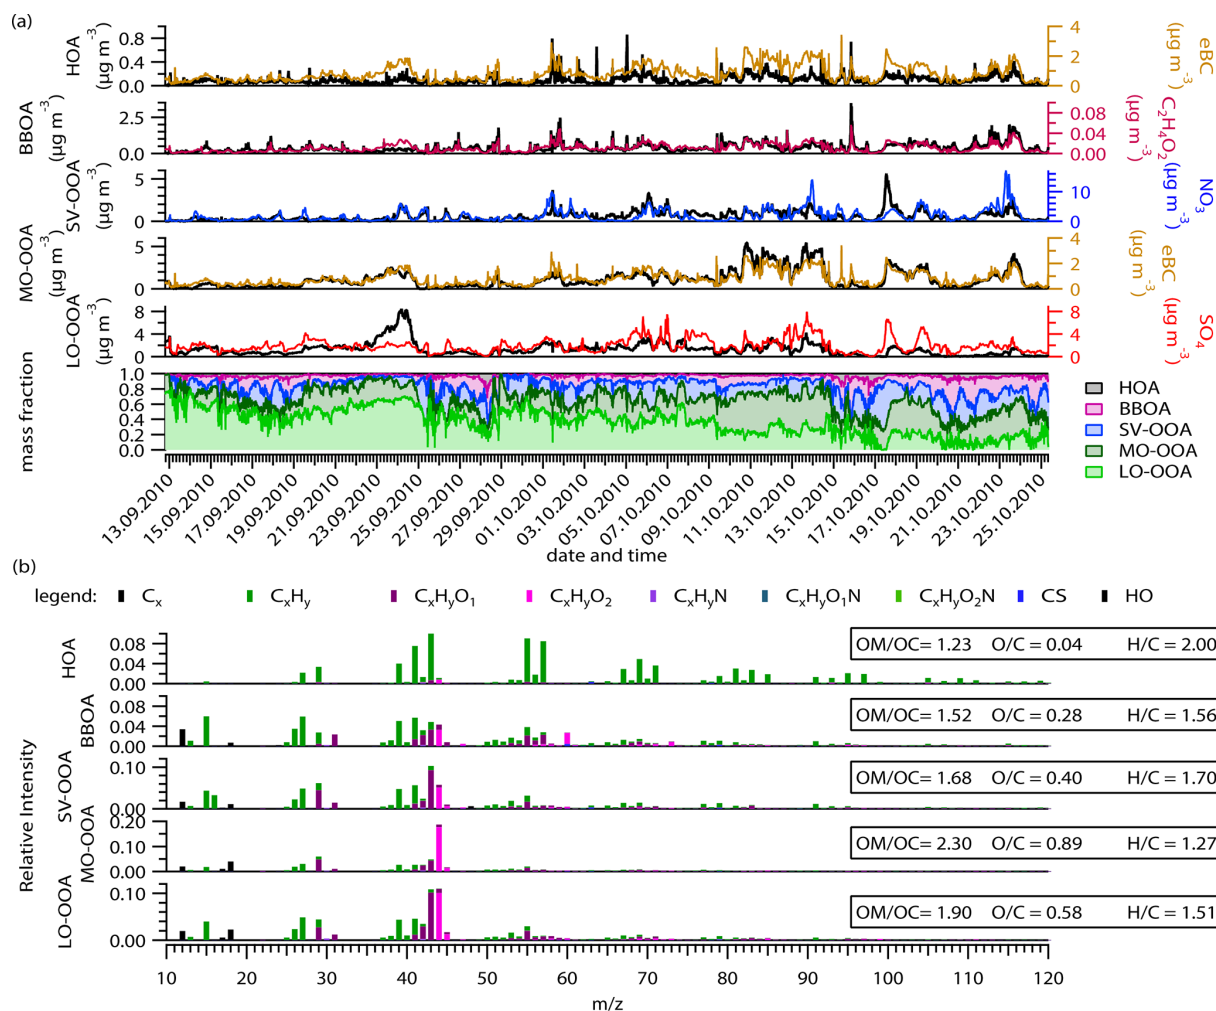 (a)
HOA
(µg m-3)
0.8
0.4
0.0
4
2
0
eBC
(µg m-3)
BBOA
(µg m-3)
2.5
0.0
0.08
0.04
0.00
C2H4O2
(µg m-3)
SV-OOA
(µg m-3)
5
0
10
0
NO3
(µg m-3)
MO-OOA
(µg m-3)
5
0
4
2
0
eBC
(µg m-3)
LO-OOA
(µg m-3)
8
4
0
8
4
0
SO4
(µg m-3)
mass fraction
1.0
0.8
0.6
0.4
0.2
0.0
HOA
BBOA
SV-OOA
MO-OOA
LO-OOA
13.09.2010 15.09.2010 17.09.2010 19.09.2010 21.09.2010 23.09.2010 25.09.2010 27.09.2010 29.09.2010 01.10.2010 03.10.2010 05.10.2010 07.10.2010 09.10.2010 11.10.2010 13.10.2010 15.10.2010 17.10.2010 19.10.2010 21.10.2010 23.10.2010 25.10.2010
date and time
(b)
legend: Cx CxHy CxHyO1 CxHyO2 CxHyN CxHyO1N CxHyO2N CS HO
Relative Intensity
HOA
0.08
0.04
0.00
OM/OC= 1.23 O/C = 0.04 H/C = 2.00
BBOA
0.08
0.04
0.00
OM/OC= 1.52 O/C = 0.28 H/C = 1.56
SV-OOA
0.10
0.00
OM/OC= 1.68 O/C = 0.40 H/C = 1.70
MO-OOA
0.20
0.00
OM/OC= 2.30 O/C = 0.89 H/C = 1.27
LO-OOA
0.10
0.00
OM/OC= 1.90 O/C = 0.58 H/C = 1.51
10 20 30 40 50 60 70 80 90 100 110 120
m/z